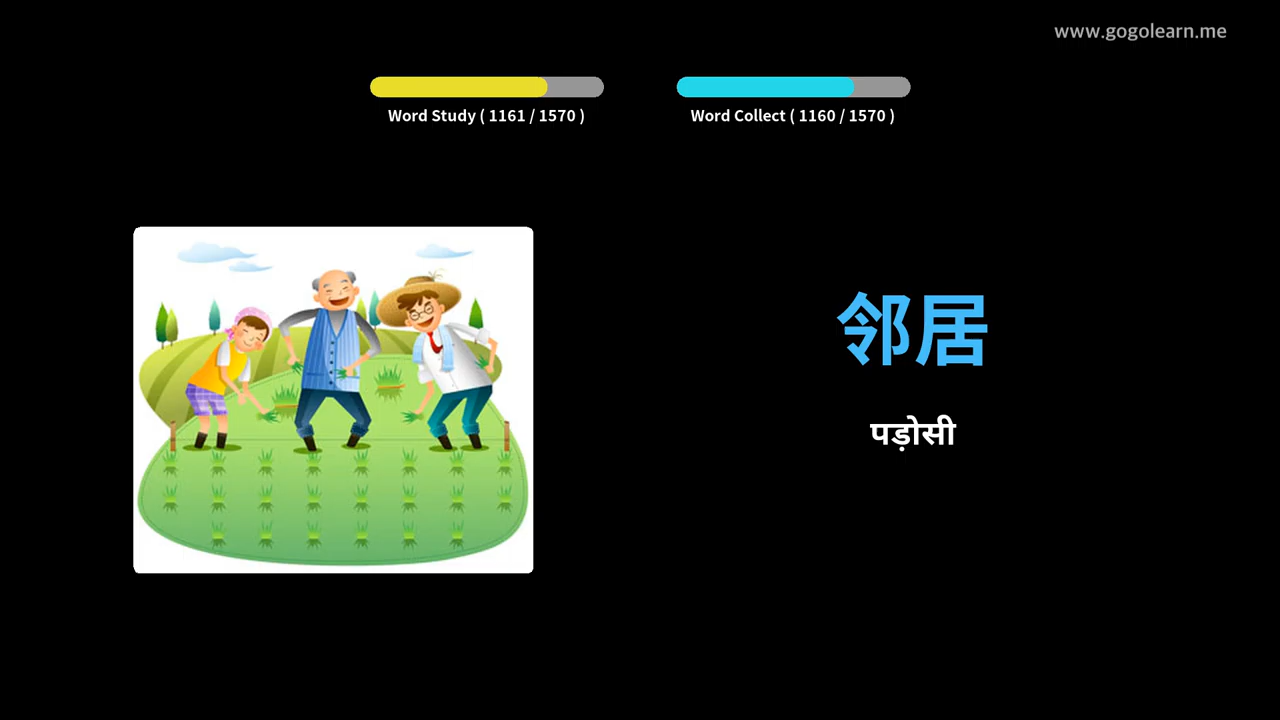 www.gogolearn.me
Word Study ( 1161 / 1570 )
Word Collect ( 1160 / 1570 )
邻居
पड़ोसी